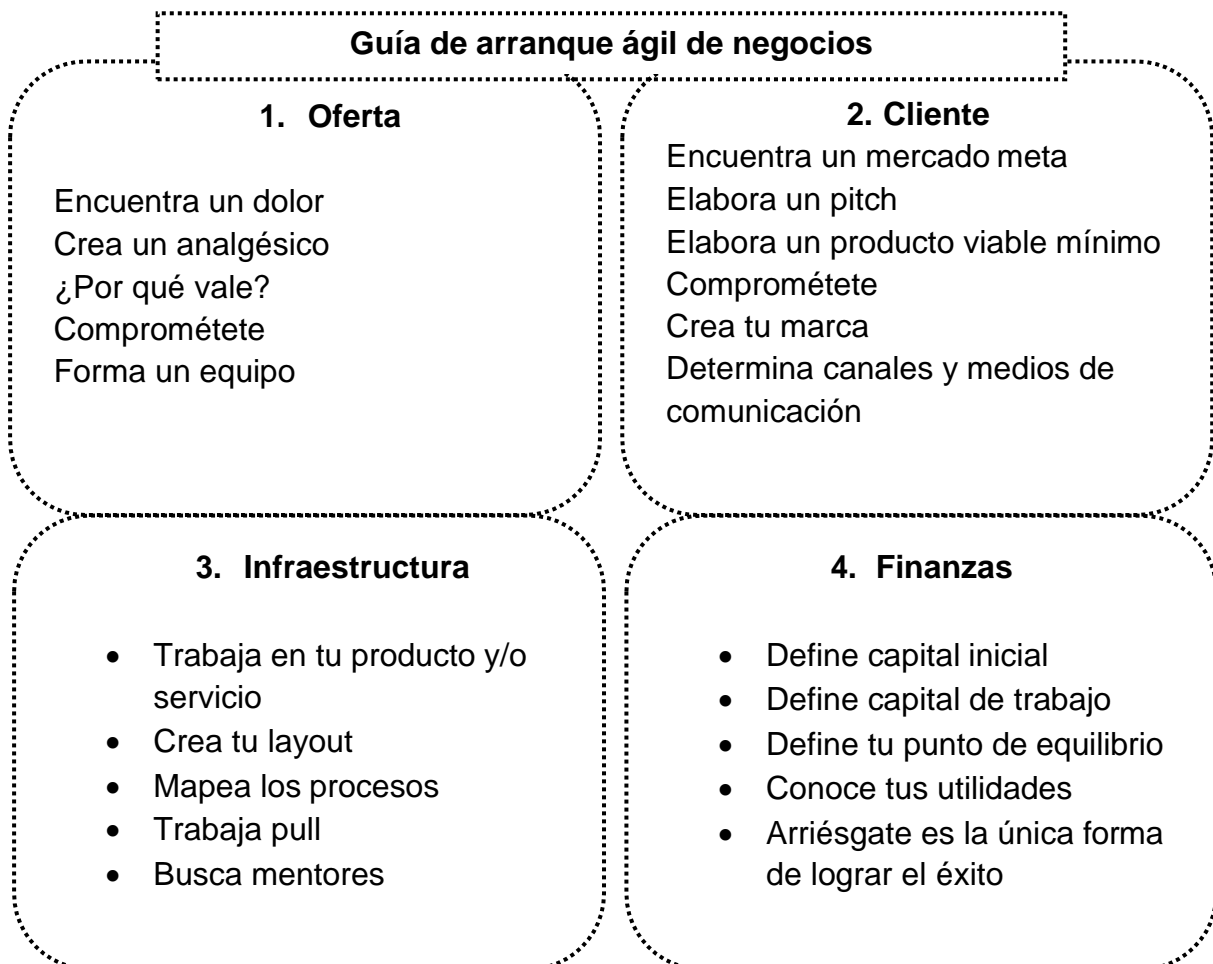 Guía de arranque ágil de negocios
1. Oferta
Encuentra un dolor
Crea un analgésico
¿Por qué vale?
Comprométete
Forma un equipo
2. Cliente
Encuentra un mercado meta
Elabora un pitch
Elabora un producto viable mínimo
Comprométete
Crea tu marca
Determina canales y medios de
comunicación
3. Infraestructura
• Trabaja en tu producto y/o
servicio
• Crea tu layout
• Mapea los procesos
• Trabaja pull
• Busca mentores
4. Finanzas
• Define capital inicial
• Define capital de trabajo
• Define tu punto de equilibrio
• Conoce tus utilidades
• Arriésgate es la única forma
de lograr el éxito